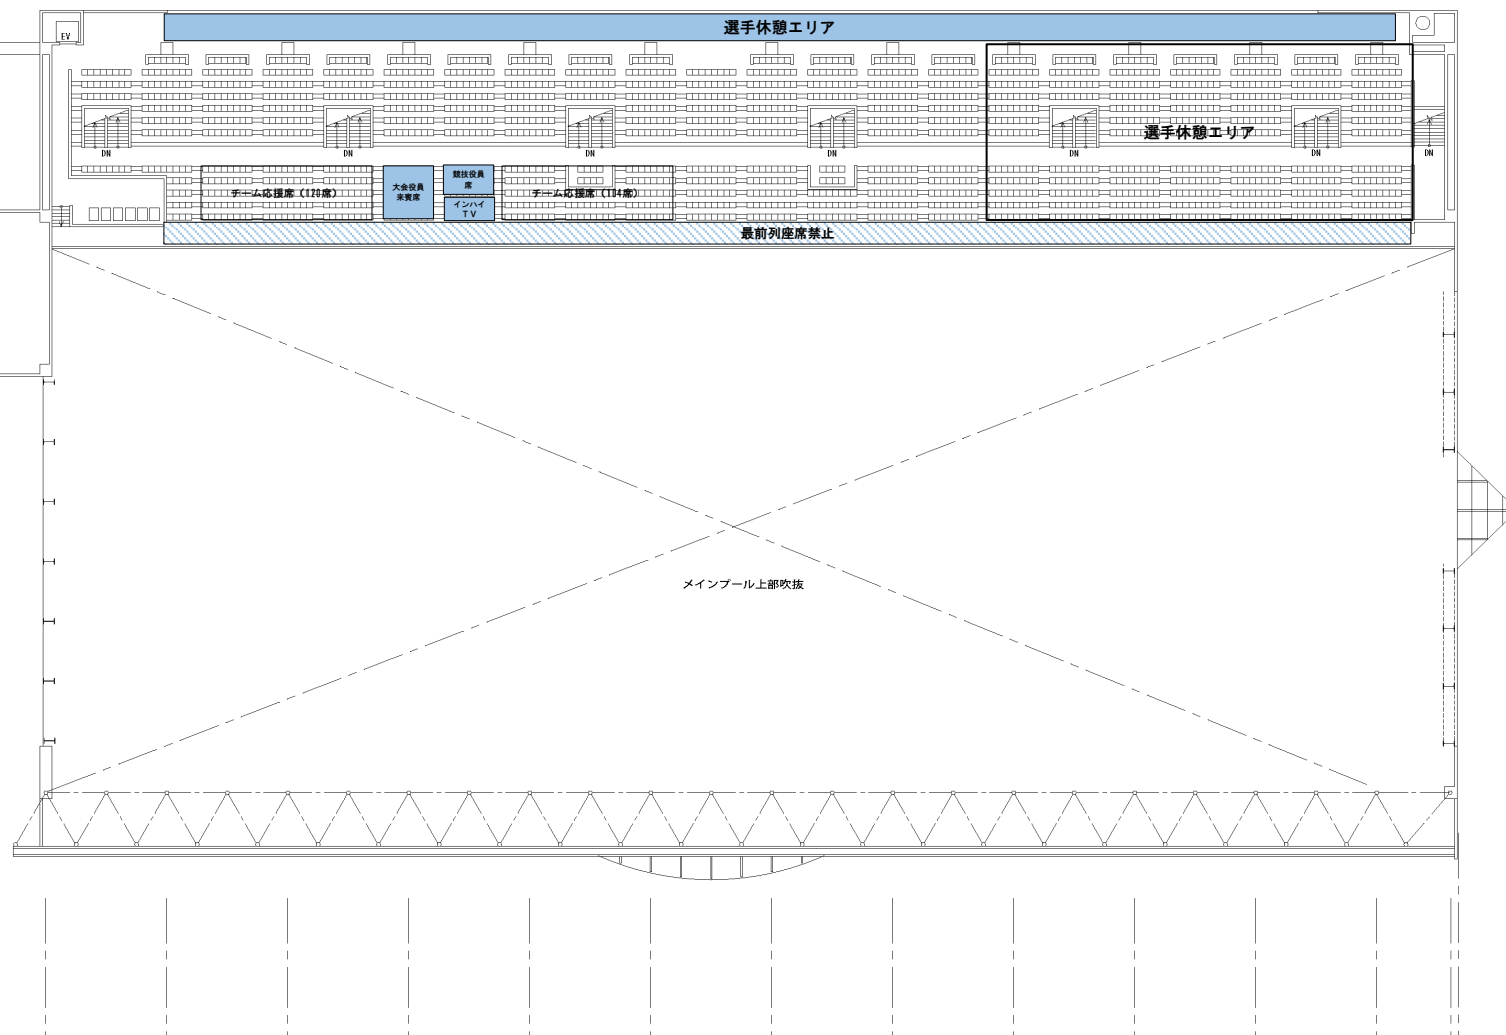 選手休憩エリア
EV
選手休憩エリア
DN
DN
DN
DN
DN
DN
DN
チーム応援席(120席)
大会役員
来賓席
競技役員
席
インハイ
TV
チーム応援席(104席)
最前列座席禁止
メインプール上部吹抜